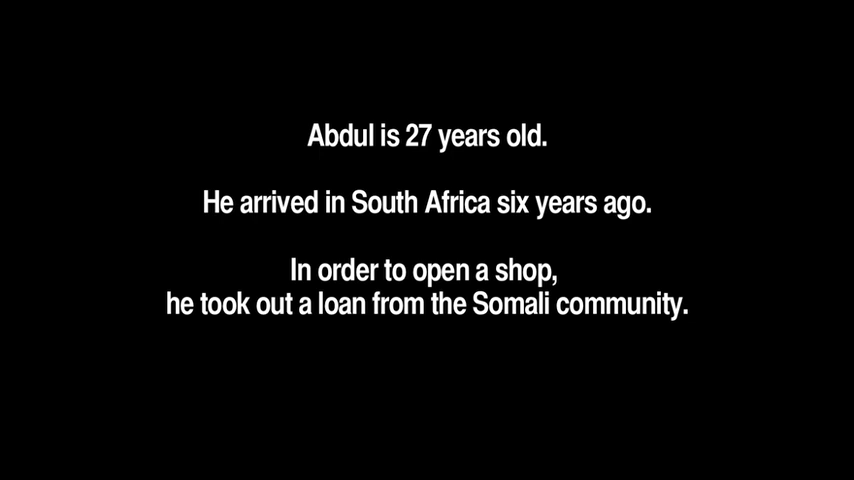 Abdul is 27 years old.
He arrived in South Africa six years ago.
In order to open a shop,
he took out a loan from the Somali community.